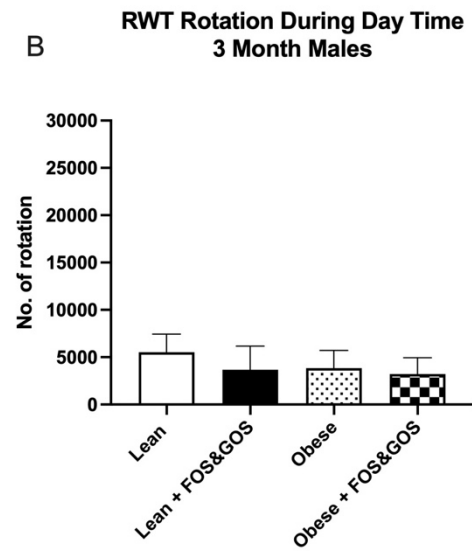 RWT Rotation During Day Time
3 Month Males
B
30000
25000
20000
15000
10000
5000
0
No. of rotation
Lean
Lean + FOS&GOS
Obese
Obese + FOS&GOS